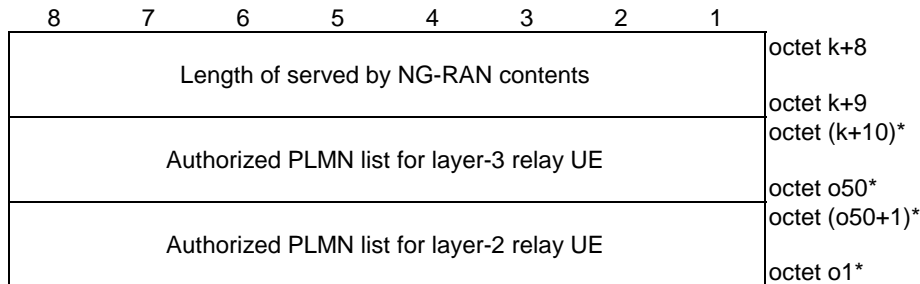 8 7 6 5 4 3 2 1
octet k+8
Length of served by NG-RAN contents
octet k+9
octet (k+10)*
Authorized PLMN list for layer-3 relay UE
octet o50*
octet (o50+1)*
Authorized PLMN list for layer-2 relay UE
octet o1*